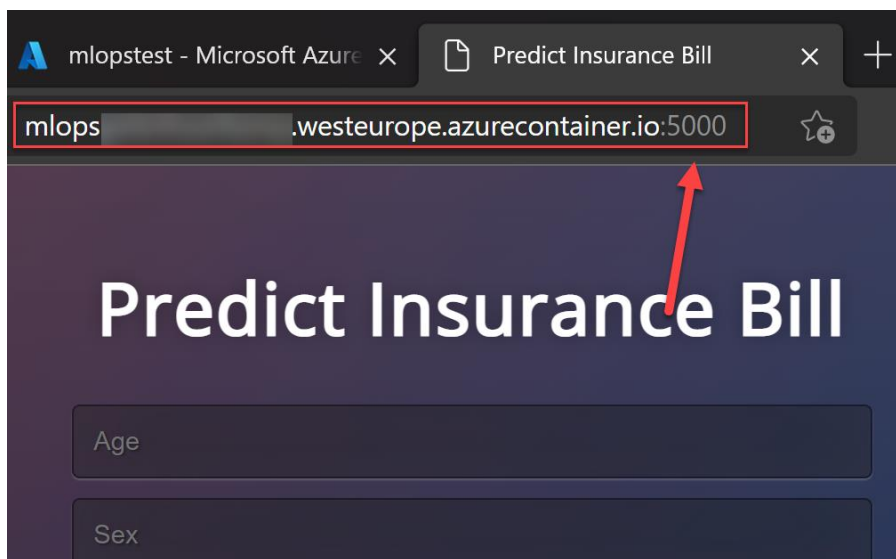 mlopstest - Microsoft Azure
Predict Insurance Bill
mlops .westeurope.azurecontainer.io:5000
Predict Insurance Bill
Age
Sex